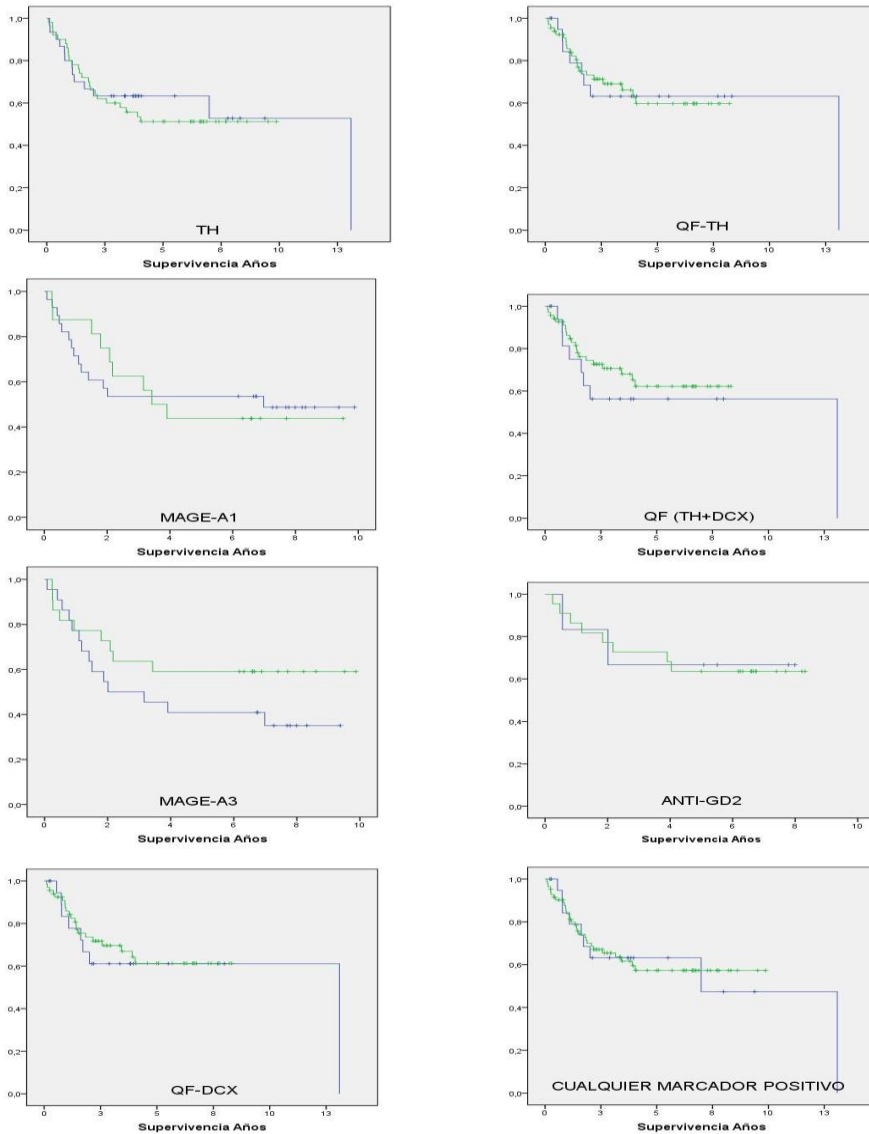 1,0
0,8
0,6
0,4
0,2
0,0
0 3 5 8 10 13
TH
Supervivencia Años
1,0
0,8
0,6
0,4
0,2
0,0
0 3 5 8 10 13
QF-TH
Supervivencia Años
1,0
0,8
0,6
0,4
0,2
0,0
0 2 4 6 8 10
MAGE-A1
Supervivencia Años
1,0
0,8
0,6
0,4
0,2
0,0
0 3 5 8 10 13
QF (TH+DCX)
Supervivencia Años
1,0
0,8
0,6
0,4
0,2
0,0
0 2 4 6 8 10
MAGE-A3
Supervivencia Años
1,0
0,8
0,6
0,4
0,2
0,0
0 2 4 6 8 10
ANTI-GD2
Supervivencia Años
1,0
0,8
0,6
0,4
0,2
0,0
0 3 5 8 10 13
QF-DCX
Supervivencia Años
1,0
0,8
0,6
0,4
0,2
0,0
0 3 5 8 10 13
CUALQUIER MARCADOR POSITIVO
Supervivencia Años